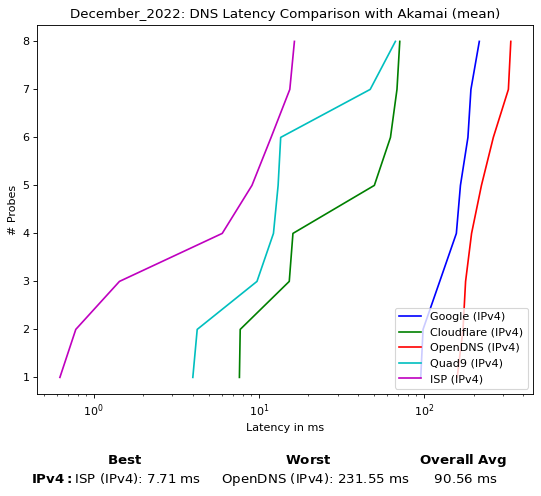 December_2022: DNS Latency Comparison with Akamai (mean)
# Probes
8
7
6
5
4
3
2
1
Google (IPv4)
Cloudflare (IPv4)
OpenDNS (IPv4)
Quad9 (IPv4)
ISP (IPv4)
10⁰ 10¹ 10²
Latency in ms
Best Worst Overall Avg
IPv4: ISP (IPv4): 7.71 ms OpenDNS (IPv4): 231.55 ms 90.56 ms